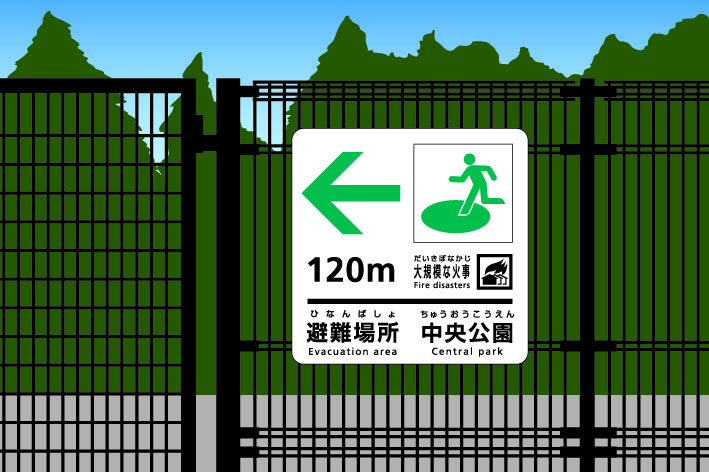 120m
だいきぼなかじ
大規模な火事
Fire disasters
ひなんばしょ
避難場所
Evacuation area
ちゅうおうこうえん
中央公園
Central park